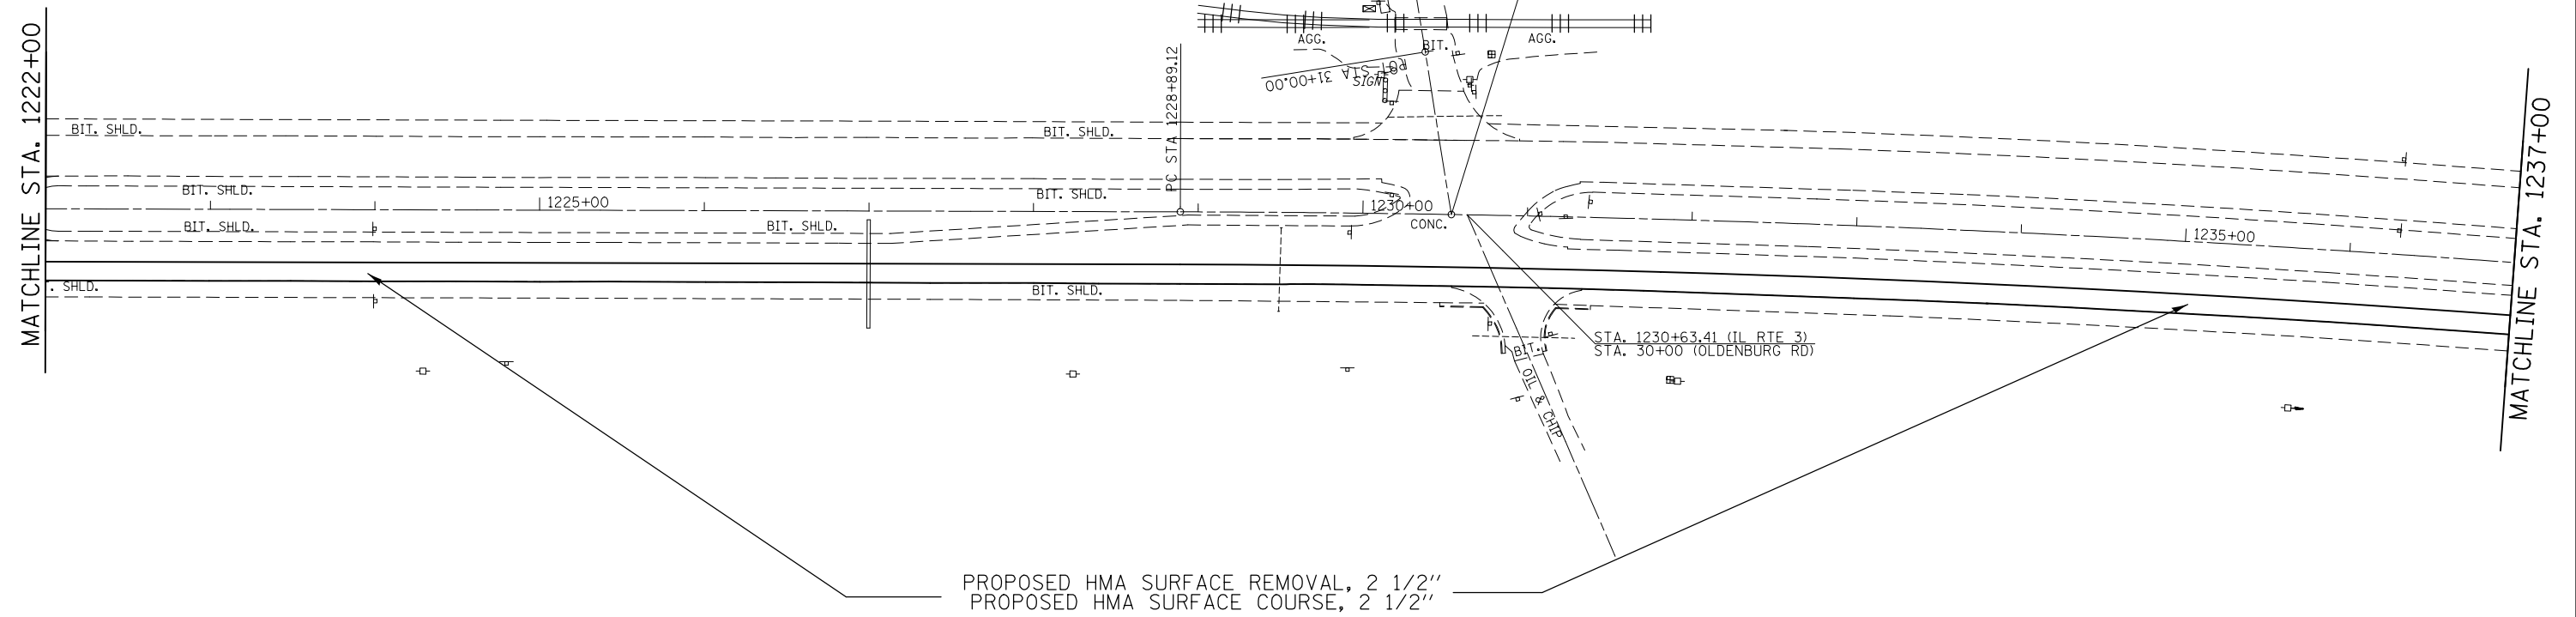 MATCHLINE STA. 1222+00
AGG.
BIT.
AGG.
POT STA 31+00.00
SIGN
PC STA 1228+89.12
BIT. SHLD.
BIT. SHLD.
BIT. SHLD.
BIT. SHLD.
1225+00
1230+00
CONC.
BIT. SHLD.
BIT. SHLD.
1235+00
. SHLD.
BIT. SHLD.
STA. 1230+63.41 (IL RTE 3)
STA. 30+00 (OLDENBURG RD)
BIT.
OIL & CHIP
MATCHLINE STA. 1237+00
PROPOSED HMA SURFACE REMOVAL, 2 1/2"
PROPOSED HMA SURFACE COURSE, 2 1/2"